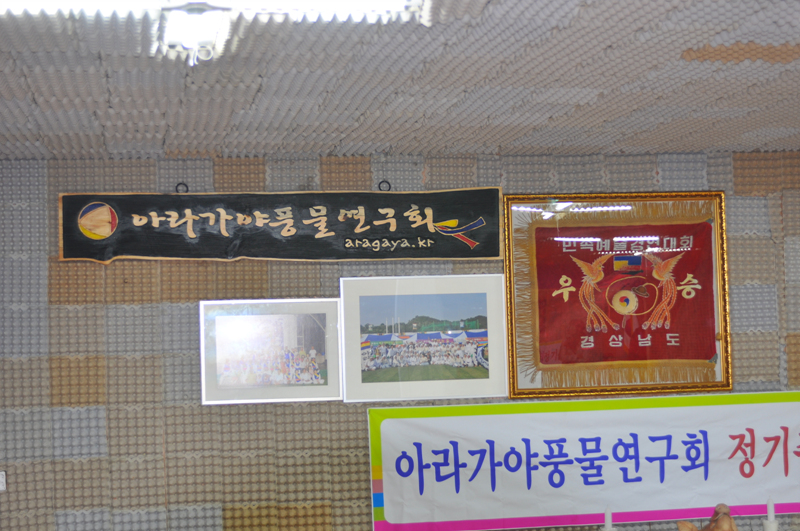 아라가야풍물연구회
aragaya.kr
민속예술경연대회
우승
경상남도
아라가야풍물연구회 정기